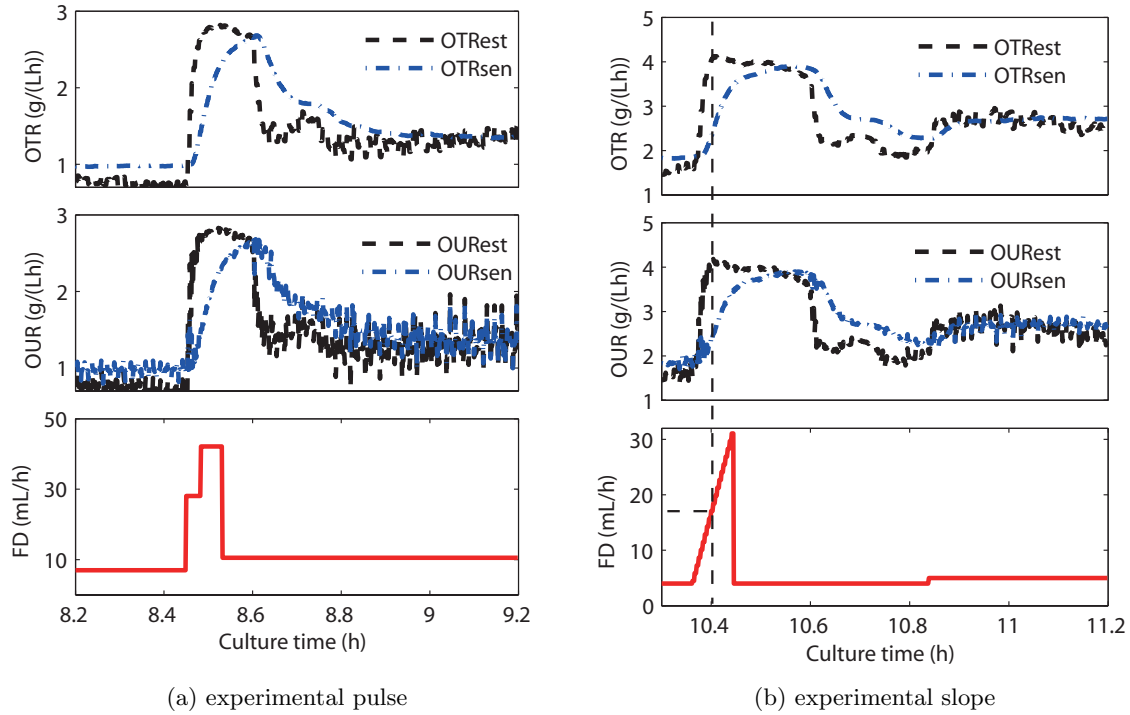 3
2
1
OTR (g/(Lh))
OTRest
OTRsen
3
2
1
OUR (g/(Lh))
OURest
OURsen
50
30
10
FD (mL/h)
8.2 8.4 8.6 8.8 9 9.2
Culture time (h)
(a) experimental pulse
5
4
3
2
1
OTR (g/(Lh))
OTRest
OTRsen
5
4
3
2
1
OUR (g/(Lh))
OURest
OURsen
30
20
10
0
FD (mL/h)
10.4 10.6 10.8 11 11.2
Culture time (h)
(b) experimental slope